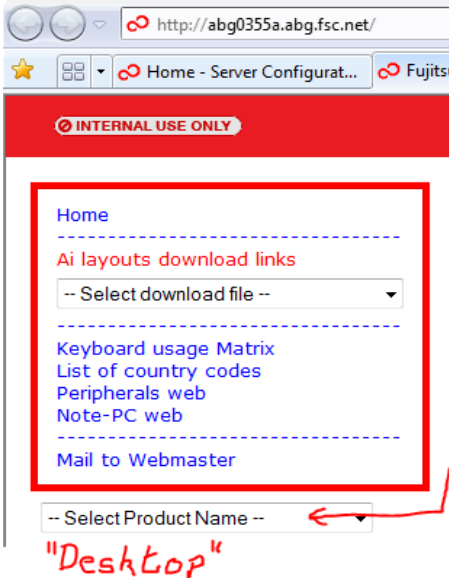 http://abg0355a.abg.fsc.net/
Home - Server Configurat...
Fujits
INTERNAL USE ONLY
Home
Ai layouts download links
-- Select download file --
Keyboard usage Matrix
List of country codes
Peripherals web
Note-PC web
Mail to Webmaster
-- Select Product Name --
"Desktop"